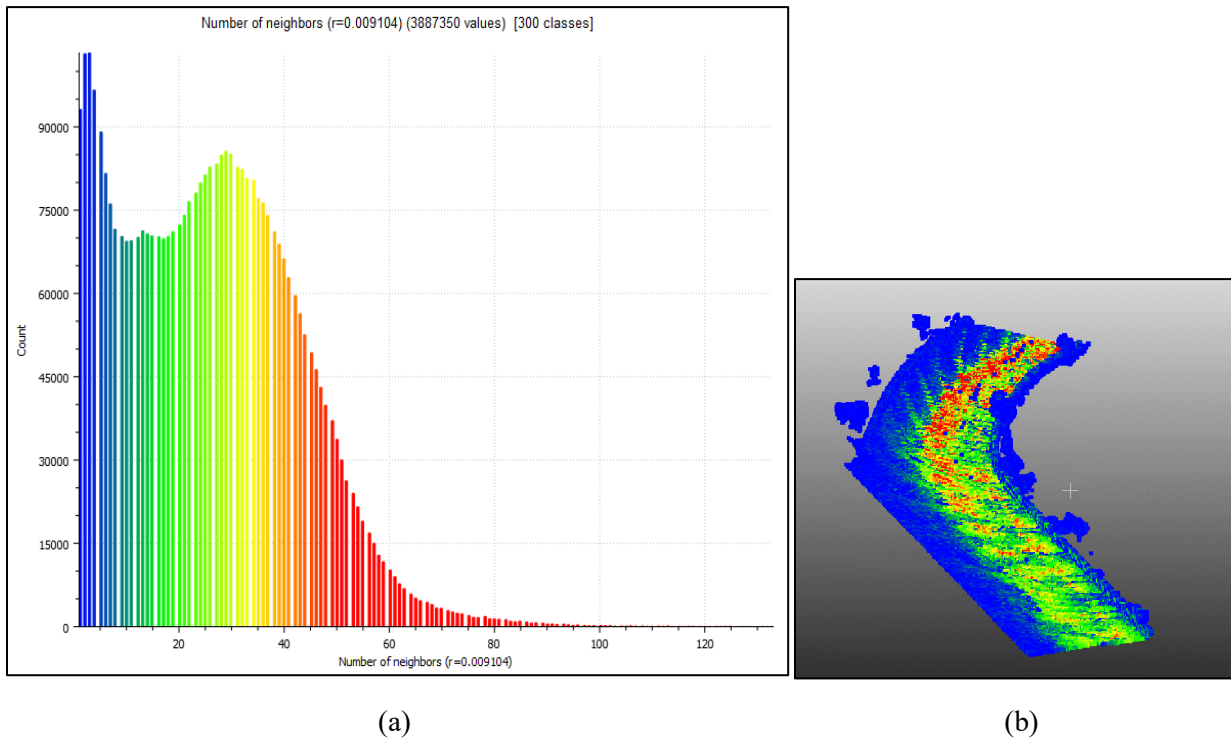 Number of neighbors (r=0.009104) (3887350 values) [300 classes]
90000
75000
60000
45000
30000
15000
0
Count
20 40 60 80 100 120
Number of neighbors (r=0.009104)
(a) (b)